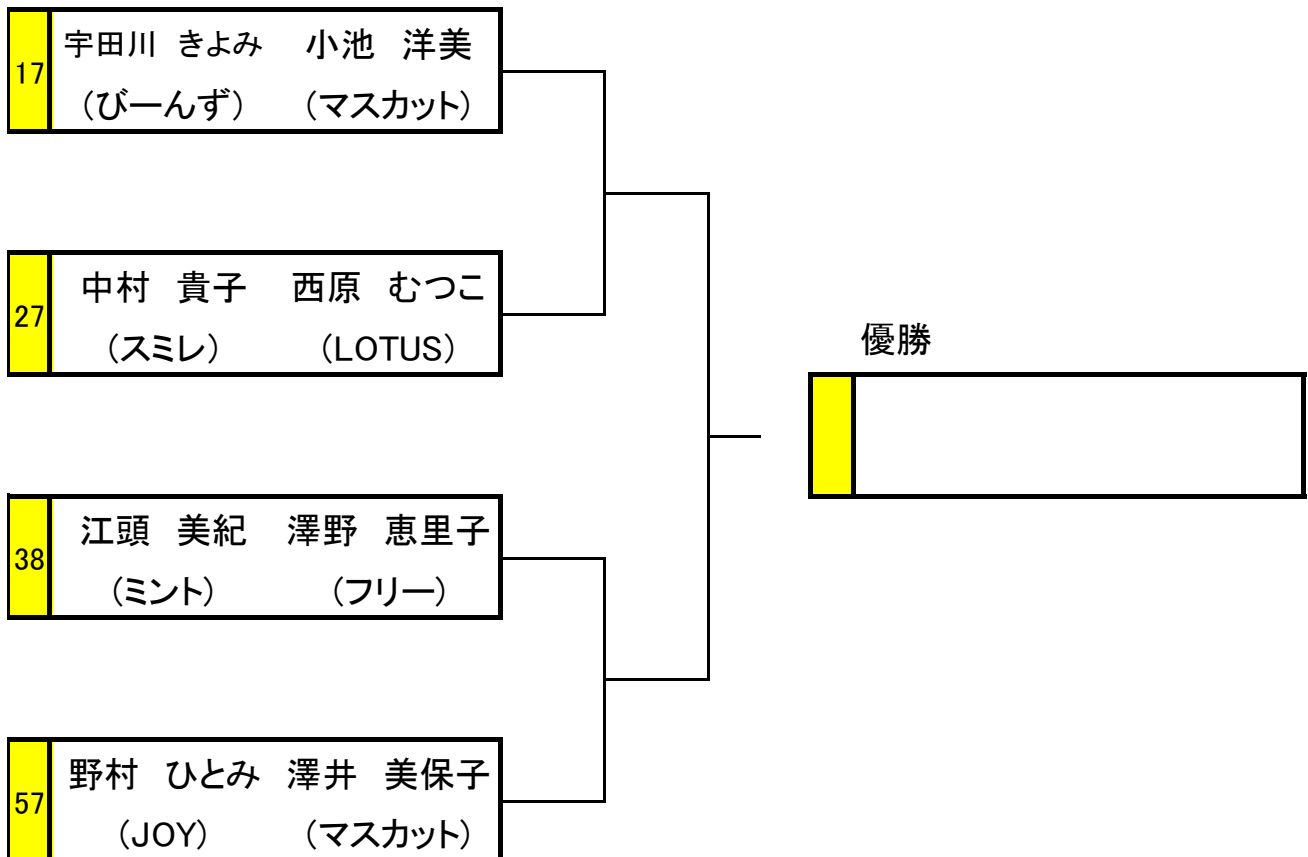 17
宇田川 きよみ 小池 洋美
(びーんず) (マスカット)
27
中村 貴子 西原 むつこ
(スミレ) (LOTUS)
優勝
38
江頭 美紀 澤野 恵里子
(ミント) (フリー)
57
野村 ひとみ 澤井 美保子
(JOY) (マスカット)